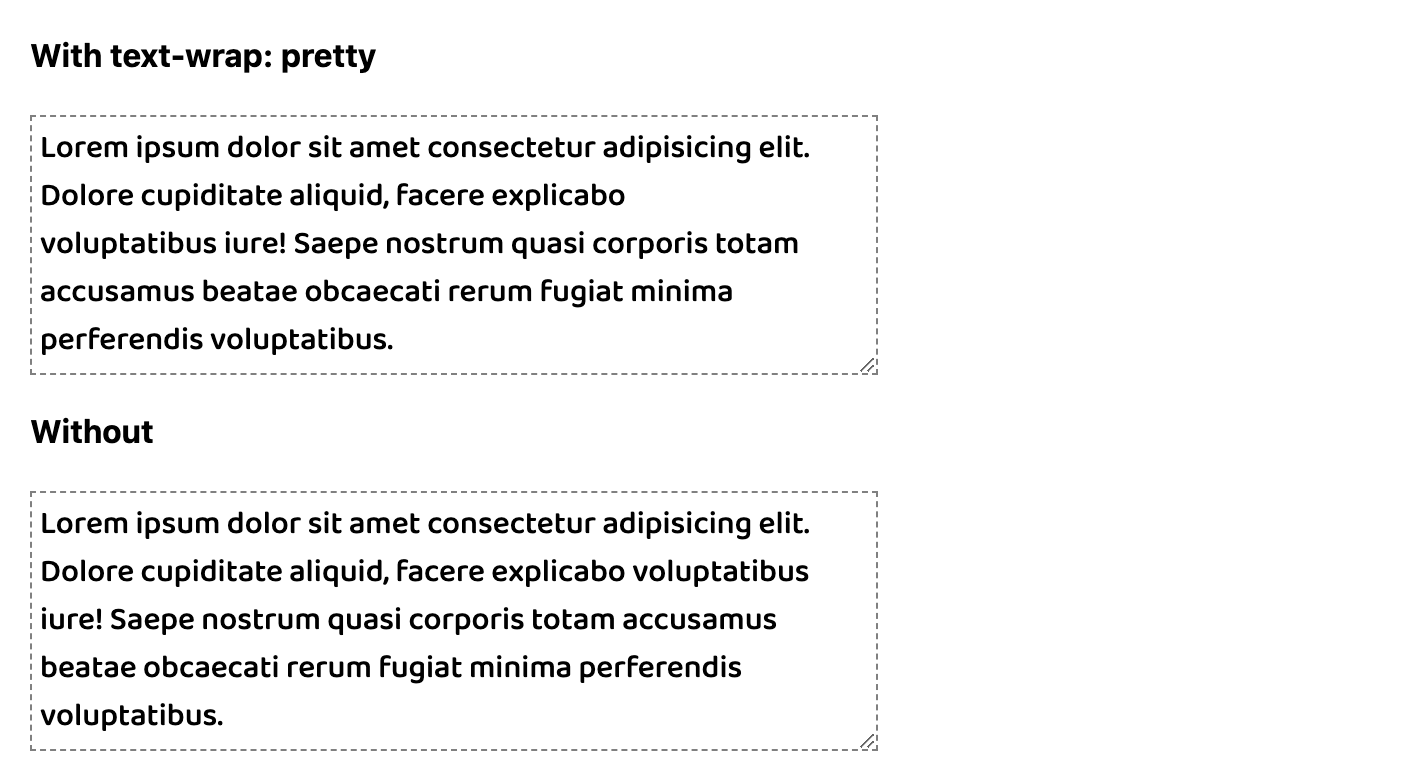 With text-wrap: pretty
Lorem ipsum dolor sit amet consectetur adipisicing elit.
Dolore cupiditate aliquid, facere explicabo
voluptatibus iure! Saepe nostrum quasi corporis totam
accusamus beatae obcaecati rerum fugiat minima
perferendis voluptatibus.
Without
Lorem ipsum dolor sit amet consectetur adipisicing elit.
Dolore cupiditate aliquid, facere explicabo voluptatibus
iure! Saepe nostrum quasi corporis totam accusamus
beatae obcaecati rerum fugiat minima perferendis
voluptatibus.